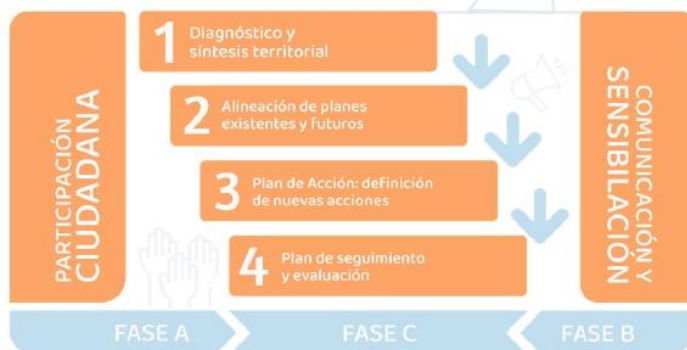 PARTICIPACIÓN
CIUDADANA
1
Diagnóstico y
síntesis territorial
2
Alineación de planes
existentes y futuros
3
Plan de Acción: definición
de nuevas acciones
4
Plan de seguimiento
y evaluación
COMUNICACIÓN Y
SENSIBILACIÓN
FASE A
FASE C
FASE B